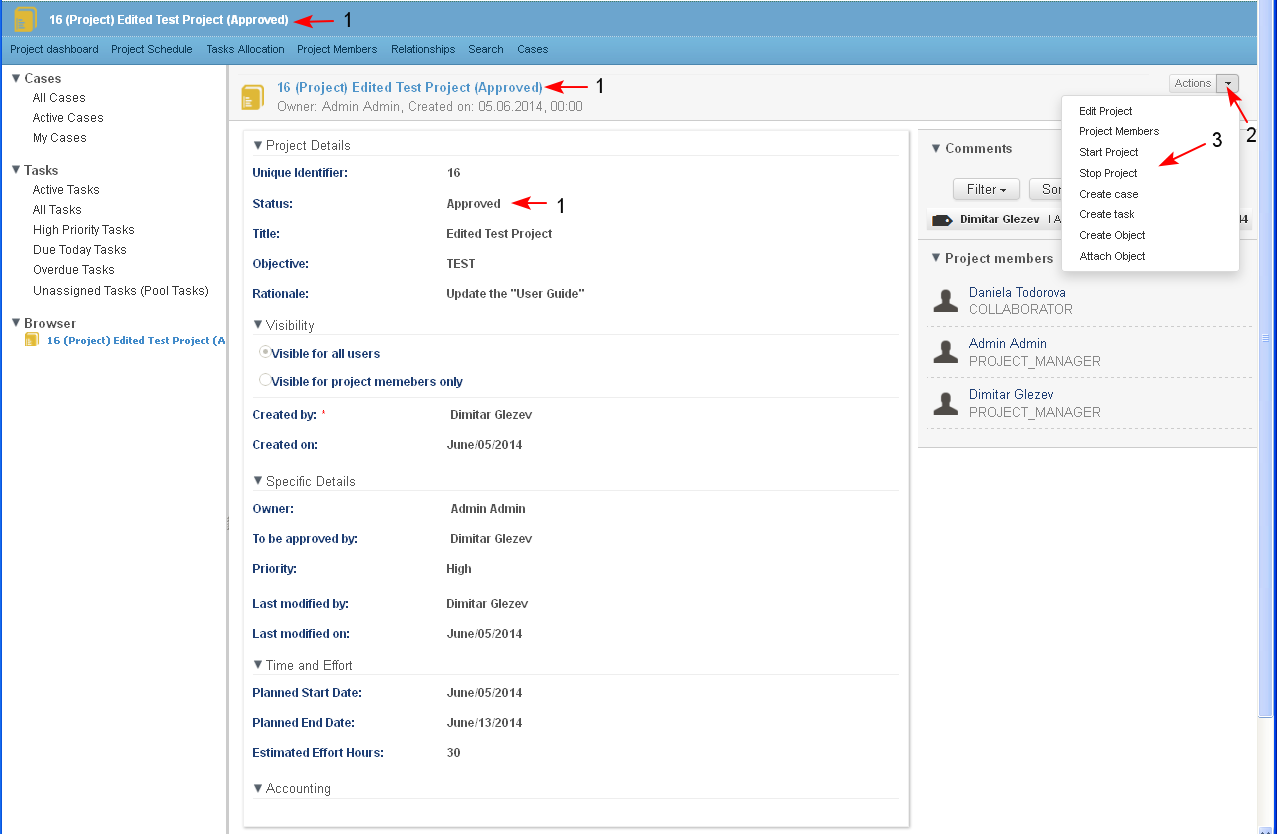 16 (Project) Edited Test Project (Approved) 1
Project dashboard Project Schedule Tasks Allocation Project Members Relationships Search Cases
Cases
All Cases
Active Cases
My Cases
Tasks
Active Tasks
All Tasks
High Priority Tasks
Due Today Tasks
Overdue Tasks
Unassigned Tasks (Pool Tasks)
Browser
16 (Project) Edited Test Project (A
16 (Project) Edited Test Project (Approved) 1
Owner: Admin Admin, Created on: 05.06.2014, 00:00
Actions
2
Edit Project
Project Members
Start Project
3
Stop Project
Create case
Create task
Create Object
Attach Object
Project Details
Unique Identifier: 16
Status: Approved 1
Title: Edited Test Project
Objective: TEST
Rationale: Update the "User Guide"
Visibility
Visible for all users
Visible for project memebers only
Created by: * Dimitar Glezev
Created on: June/05/2014
Specific Details
Owner: Admin Admin
To be approved by: Dimitar Glezev
Priority: High
Last modified by: Dimitar Glezev
Last modified on: June/05/2014
Time and Effort
Planned Start Date: June/05/2014
Planned End Date: June/13/2014
Estimated Effort Hours: 30
Accounting
Comments
Filter Sor
Dimitar Glezev | A 44
Project members
Daniela Todorova
COLLABORATOR
Admin Admin
PROJECT_MANAGER
Dimitar Glezev
PROJECT_MANAGER